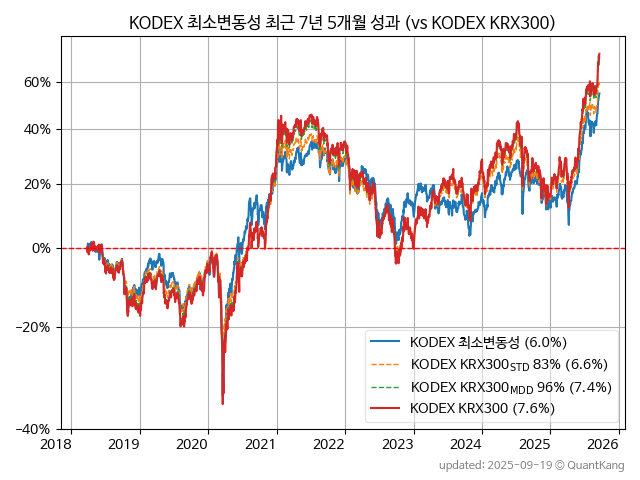 KODEX 최소변동성 최근 7년 5개월 성과 (vs KODEX KRX300)
60%
40%
20%
0%
−20%
−40%
2018 2019 2020 2021 2022 2023 2024 2025 2026
KODEX 최소변동성 (6.0%)
KODEX KRX300STD 83% (6.6%)
KODEX KRX300MDD 96% (7.4%)
KODEX KRX300 (7.6%)
updated: 2025-09-19 © QuantKang